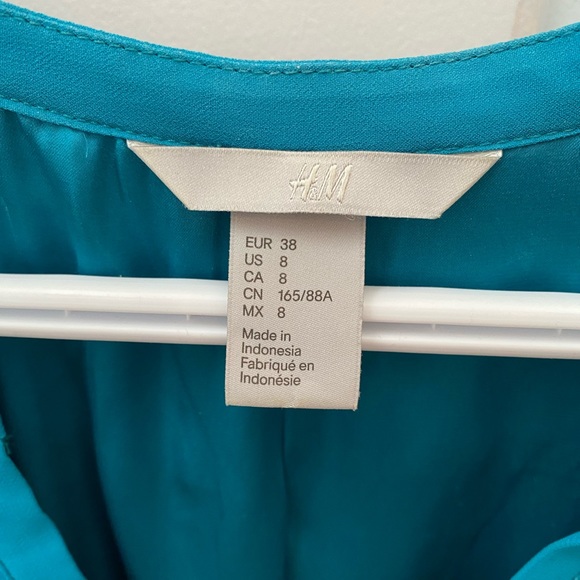 H&M
EUR 38
US 8
CA 8
CN 165/88A
MX 8
Made in
Indonesia
Fabriqué en
Indonésie